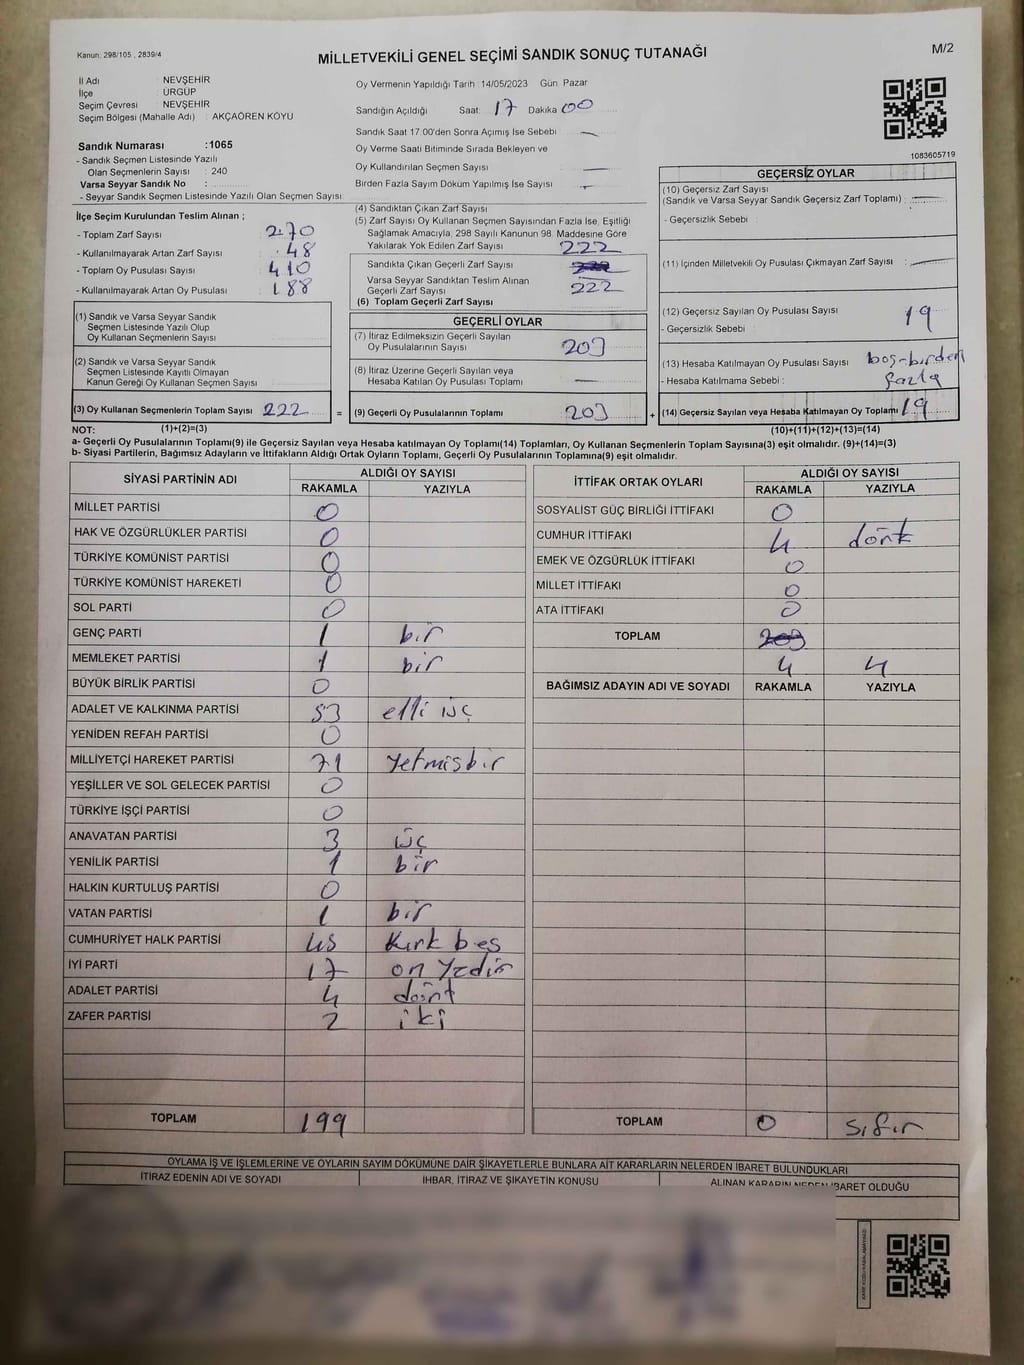 Kanun: 298/105 , 2839/4
MİLLETVEKİLİ GENEL SEÇİMİ SANDIK SONUÇ TUTANAĞI
M/2
İl Adı : NEVŞEHİR
İlçe : ÜRGÜP
Seçim Çevresi : NEVŞEHİR
Seçim Bölgesi (Mahalle Adı) : AKÇAÖREN KÖYÜ
Sandık Numarası :1065
- Sandık Seçmen Listesinde Yazılı
Olan Seçmenlerin Sayısı : 240
Varsa Seyyar Sandık No :
- Seyyar Sandık Seçmen Listesinde Yazılı Olan Seçmen Sayısı :
Oy Vermenin Yapıldığı Tarih :14/05/2023 Gün: Pazar
Sandığın Açıldığı Saat: 17 Dakika: 00
Sandık Saat 17.00'den Sonra Açılmış İse Sebebi : —
Oy Verme Saati Bitiminde Sırada Bekleyen ve
Oy Kullandırılan Seçmen Sayısı : —
Birden Fazla Sayım Döküm Yapılmış İse Sayısı : —
1083605719
İlçe Seçim Kurulundan Teslim Alınan ;
- Toplam Zarf Sayısı : 270
- Kullanılmayarak Artan Zarf Sayısı : 48
- Toplam Oy Pusulası Sayısı : 410
- Kullanılmayarak Artan Oy Pusulası : 188
(1) Sandık ve Varsa Seyyar Sandık
Seçmen Listesinde Yazılı Olup
Oy Kullanan Seçmenlerin Sayısı :
(2) Sandık ve Varsa Seyyar Sandık
Seçmen Listesinde Kayıtlı Olmayan
Kanun Gereği Oy Kullanan Seçmen Sayısı :
(3) Oy Kullanan Seçmenlerin Toplam Sayısı : 222
(4) Sandıktan Çıkan Zarf Sayısı
(5) Zarf Sayısı Oy Kullanan Seçmen Sayısından Fazla İse, Eşitliği
Sağlamak Amacıyla, 298 Sayılı Kanunun 98. Maddesine Göre
Yakılarak Yok Edilen Zarf Sayısı : 222
Sandıkta Çıkan Geçerli Zarf Sayısı :
Varsa Seyyar Sandıktan Teslim Alınan
Geçerli Zarf Sayısı : 222
(6) Toplam Geçerli Zarf Sayısı
GEÇERLİ OYLAR
(7) İtiraz Edilmeksizin Geçerli Sayılan
Oy Pusulalarının Sayısı : 203
(8) İtiraz Üzerine Geçerli Sayılan veya
Hesaba Katılan Oy Pusulası Toplamı : —
= (9) Geçerli Oy Pusulalarının Toplamı : 203 +
GEÇERSİZ OYLAR
(10) Geçersiz Zarf Sayısı
(Sandık ve Varsa Seyyar Sandık Geçersiz Zarf Toplamı) : —
- Geçersizlik Sebebi :
(11) İçinden Milletvekili Oy Pusulası Çıkmayan Zarf Sayısı : —
(12) Geçersiz Sayılan Oy Pusulası Sayısı : 19
- Geçersizlik Sebebi :
(13) Hesaba Katılmayan Oy Pusulası Sayısı : boş-birden
- Hesaba Katılmama Sebebi : fazla
(14) Geçersiz Sayılan veya Hesaba Katılmayan Oy Toplamı : 19
NOT: (1)+(2)=(3) (10)+(11)+(12)+(13)=(14)
a- Geçerli Oy Pusulalarının Toplamı(9) ile Geçersiz Sayılan veya Hesaba katılmayan Oy Toplamı(14) Toplamları, Oy Kullanan Seçmenlerin Toplam Sayısına(3) eşit olmalıdır. (9)+(14)=(3)
b- Siyasi Partilerin, Bağımsız Adayların ve İttifakların Aldığı Oyların Toplamı, Geçerli Oy Pusulalarının Toplamına(9) eşit olmalıdır.
SİYASİ PARTİNİN ADI ALDIĞI OY SAYISI
RAKAMLA YAZIYLA
MİLLET PARTİSİ 0
HAK VE ÖZGÜRLÜKLER PARTİSİ 0
TÜRKİYE KOMÜNİST PARTİSİ 0
TÜRKİYE KOMÜNİST HAREKETİ 0
SOL PARTİ 0
GENÇ PARTİ 1 bir
MEMLEKET PARTİSİ 1 bir
BÜYÜK BİRLİK PARTİSİ 0
ADALET VE KALKINMA PARTİSİ 53 elli üç
YENİDEN REFAH PARTİSİ 0
MİLLİYETÇİ HAREKET PARTİSİ 71 Yetmişbir
YEŞİLLER VE SOL GELECEK PARTİSİ 0
TÜRKİYE İŞÇİ PARTİSİ 0
ANAVATAN PARTİSİ 3 üç
YENİLİK PARTİSİ 1 bir
HALKIN KURTULUŞ PARTİSİ 0
VATAN PARTİSİ 1 bir
CUMHURİYET HALK PARTİSİ 45 Kırk beş
İYİ PARTİ 17 on Yedir
ADALET PARTİSİ 4 dört
ZAFER PARTİSİ 2 iki
TOPLAM 199
İTTİFAK ORTAK OYLARI ALDIĞI OY SAYISI
RAKAMLA YAZIYLA
SOSYALİST GÜÇ BİRLİĞİ İTTİFAKI 0
CUMHUR İTTİFAKI 4 dört
EMEK VE ÖZGÜRLÜK İTTİFAKI 0
MİLLET İTTİFAKI 0
ATA İTTİFAKI 0
TOPLAM 203
4 4
BAĞIMSIZ ADAYIN ADI VE SOYADI RAKAMLA YAZIYLA
TOPLAM 0 sıfır
OYLAMA İŞ VE İŞLEMLERİNE VE OYLARIN SAYIM DÖKÜMÜNE DAİR ŞİKAYETLERLE BUNLARA AİT KARARLARIN NELERDEN İBARET BULUNDUKLARI
İTİRAZ EDENİN ADI VE SOYADI İHBAR, İTİRAZ VE ŞİKAYETİN KONUSU ALINAN KARARIN NEDEN İBARET OLDUĞU